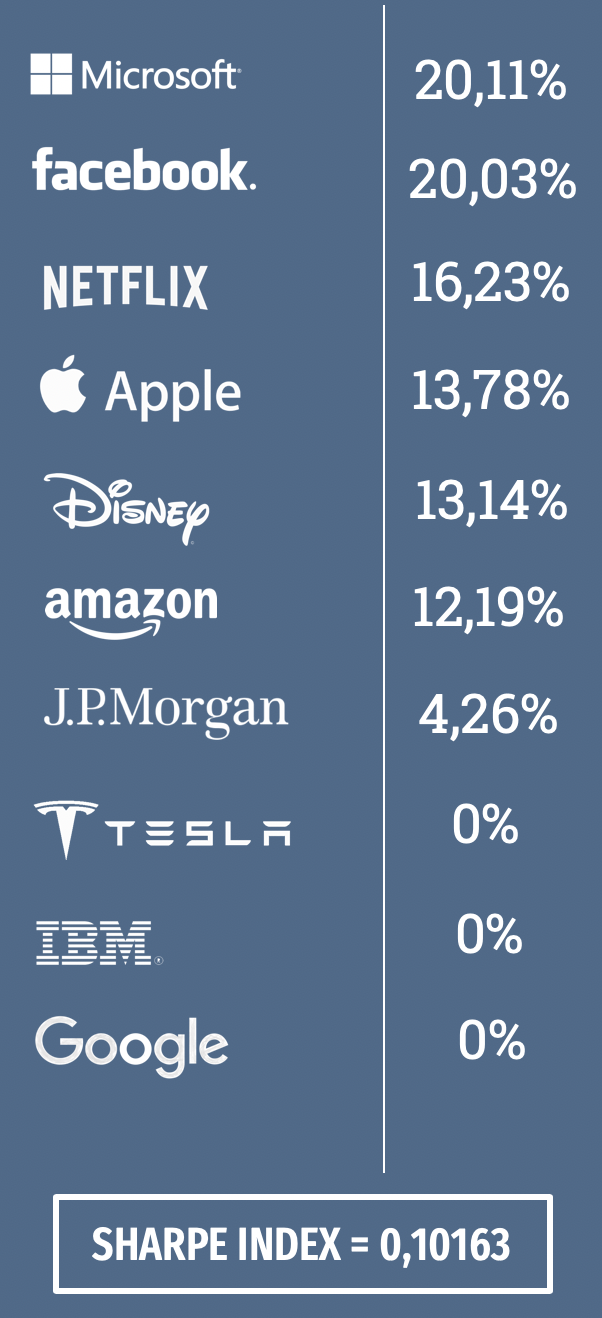 Microsoft 20,11%
facebook. 20,03%
NETFLIX 16,23%
Apple 13,78%
Disney 13,14%
amazon 12,19%
J.P.Morgan 4,26%
TESLA 0%
IBM® 0%
Google 0%
SHARPE INDEX = 0,10163